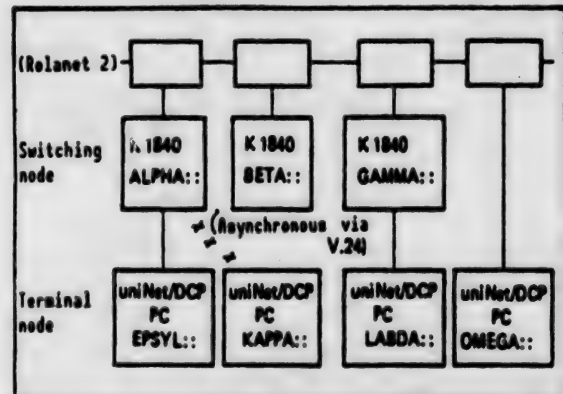 (Rolanet 2)
Switching node
K 1840 ALPHA::
K 1840 BETA::
K 1840 GAMMA::
(Asynchronous via V.24)
Terminal node
uniNet/DCP PC EPSYL::
uniNet/DCP PC KAPPA::
uniNet/DCP PC LABDA::
uniNet/DCP PC OMEGA::